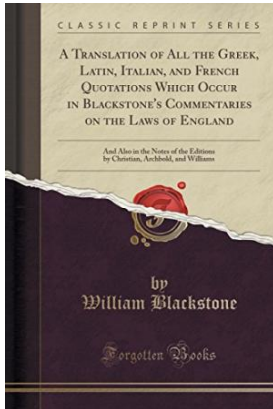 CLASSIC REPRINT SERIES
A Translation of All the Greek,
Latin, Italian, and French
Quotations Which Occur
in Blackstone's Commentaries
on the Laws of England
And Also in the Notes of the Editions
by Christian, Archbold, and Williams
by
William Blackstone
Forgotten Books